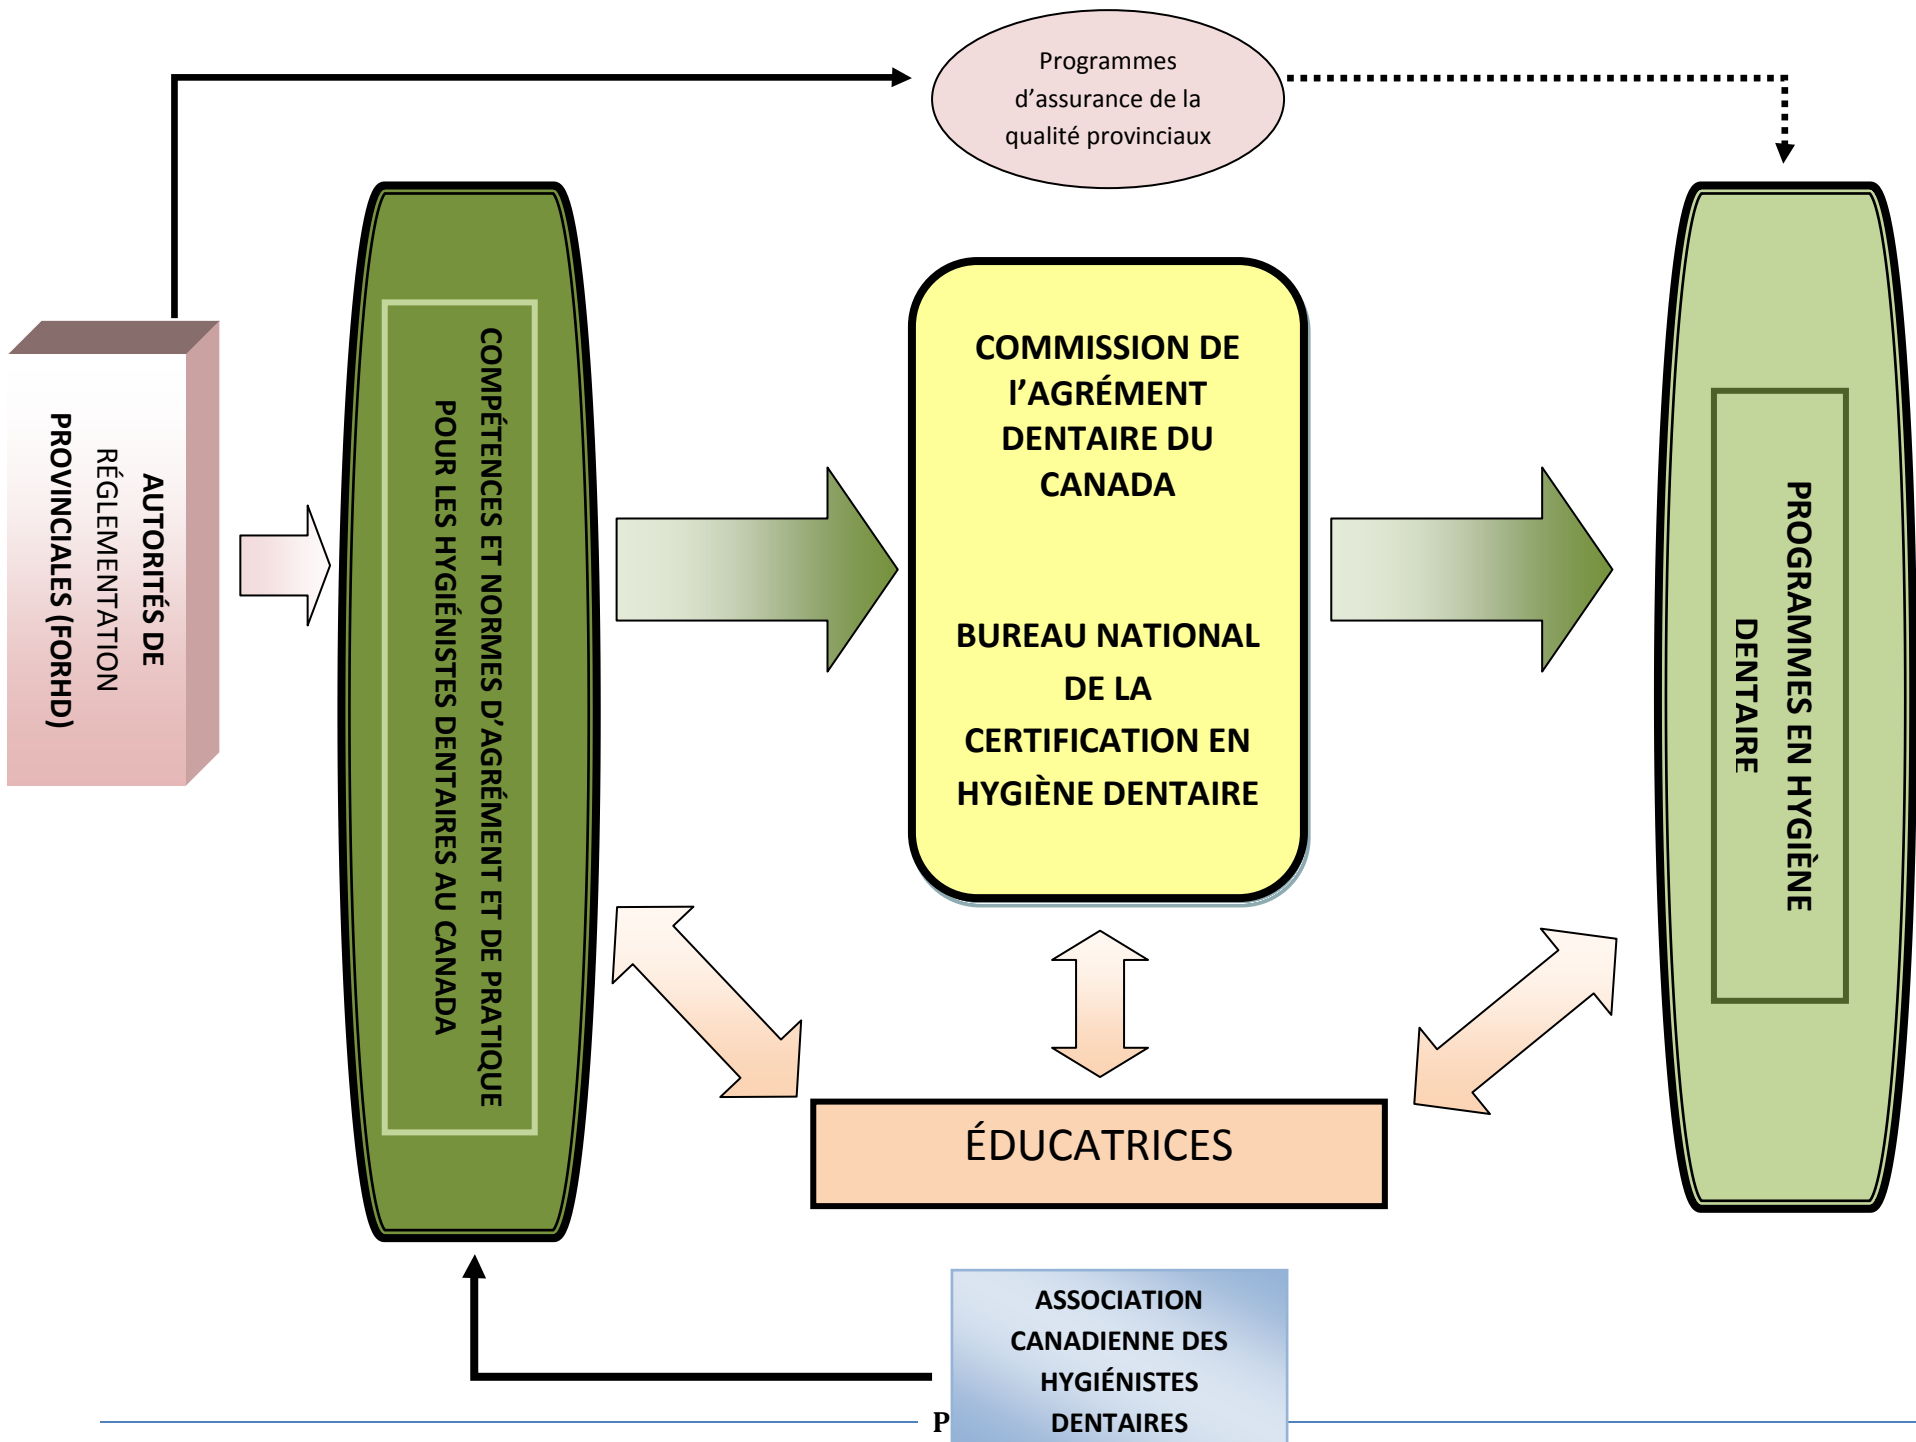 Programmes
d’assurance de la
qualité provinciaux
AUTORITÉS DE
RÉGLEMENTATION
PROVINCIALES (FORHD)
COMPÉTENCES ET NORMES D’AGRÉMENT ET DE PRATIQUE
POUR LES HYGIÉNISTES DENTAIRES AU CANADA
COMMISSION DE
l’AGRÉMENT
DENTAIRE DU
CANADA
BUREAU NATIONAL
DE LA
CERTIFICATION EN
HYGIÈNE DENTAIRE
PROGRAMMES EN HYGIÈNE
DENTAIRE
ÉDUCATRICES
ASSOCIATION
CANADIENNE DES
HYGIÉNISTES
DENTAIRES
P